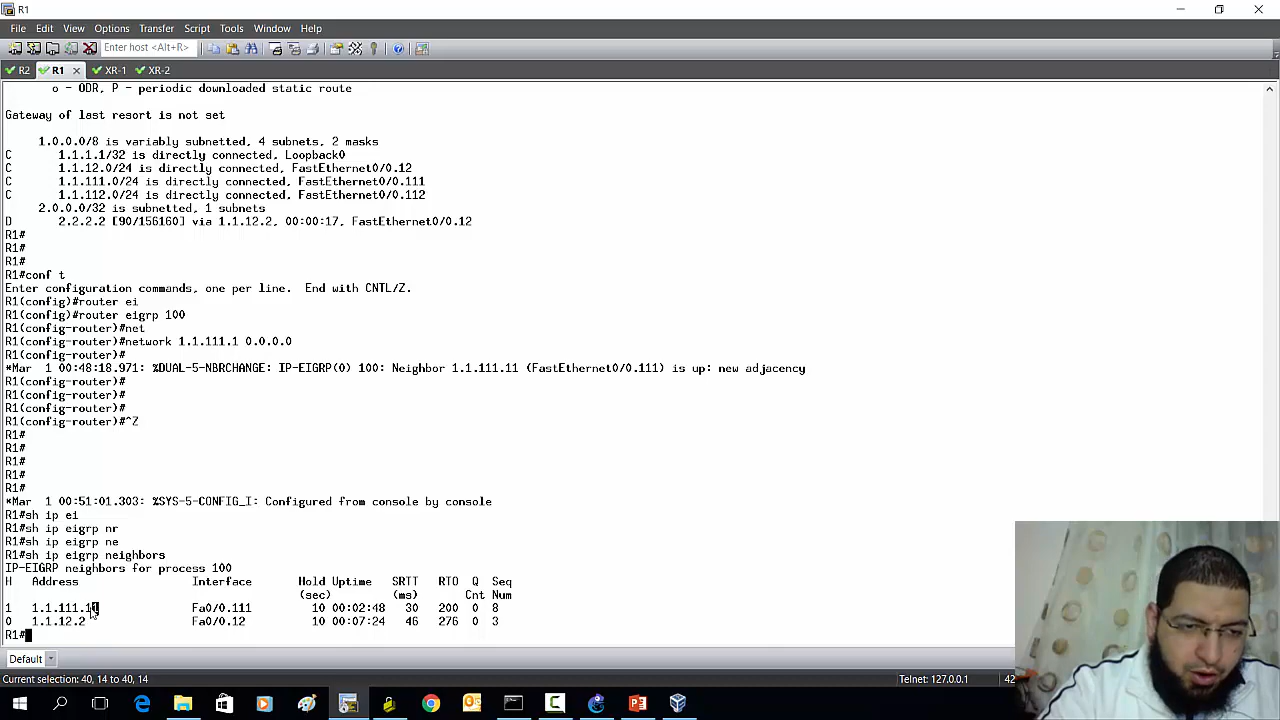 R1
File Edit View Options Transfer Script Tools Window Help
Enter host <Alt+R>
R2 R1 XR-1 XR-2
o - ODR, P - periodic downloaded static route
Gateway of last resort is not set
1.0.0.0/8 is variably subnetted, 4 subnets, 2 masks
C 1.1.1.1/32 is directly connected, Loopback0
C 1.1.12.0/24 is directly connected, FastEthernet0/0.12
C 1.1.111.0/24 is directly connected, FastEthernet0/0.111
C 1.1.112.0/24 is directly connected, FastEthernet0/0.112
2.0.0.0/32 is subnetted, 1 subnets
D 2.2.2.2 [90/156160] via 1.1.12.2, 00:00:17, FastEthernet0/0.12
R1#
R1#
R1#
R1#conf t
Enter configuration commands, one per line. End with CNTL/Z.
R1(config)#router ei
R1(config)#router eigrp 100
R1(config-router)#net
R1(config-router)#network 1.1.111.1 0.0.0.0
R1(config-router)#
*Mar 1 00:48:18.971: %DUAL-5-NBRCHANGE: IP-EIGRP(0) 100: Neighbor 1.1.111.11 (FastEthernet0/0.111) is up: new adjacency
R1(config-router)#
R1(config-router)#
R1(config-router)#
R1(config-router)#^Z
R1#
R1#
R1#
R1#
R1#
*Mar 1 00:51:01.303: %SYS-5-CONFIG_I: Configured from console by console
R1#sh ip ei
R1#sh ip eigrp nr
R1#sh ip eigrp ne
R1#sh ip eigrp neighbors
IP-EIGRP neighbors for process 100
H Address Interface Hold Uptime SRTT RTO Q Seq
(sec) (ms) Cnt Num
1 1.1.111.11 Fa0/0.111 10 00:02:48 30 200 0 8
0 1.1.12.2 Fa0/0.12 10 00:07:24 46 276 0 3
R1#
Default
Current selection: 40, 14 to 40, 14 Telnet: 127.0.0.1 42